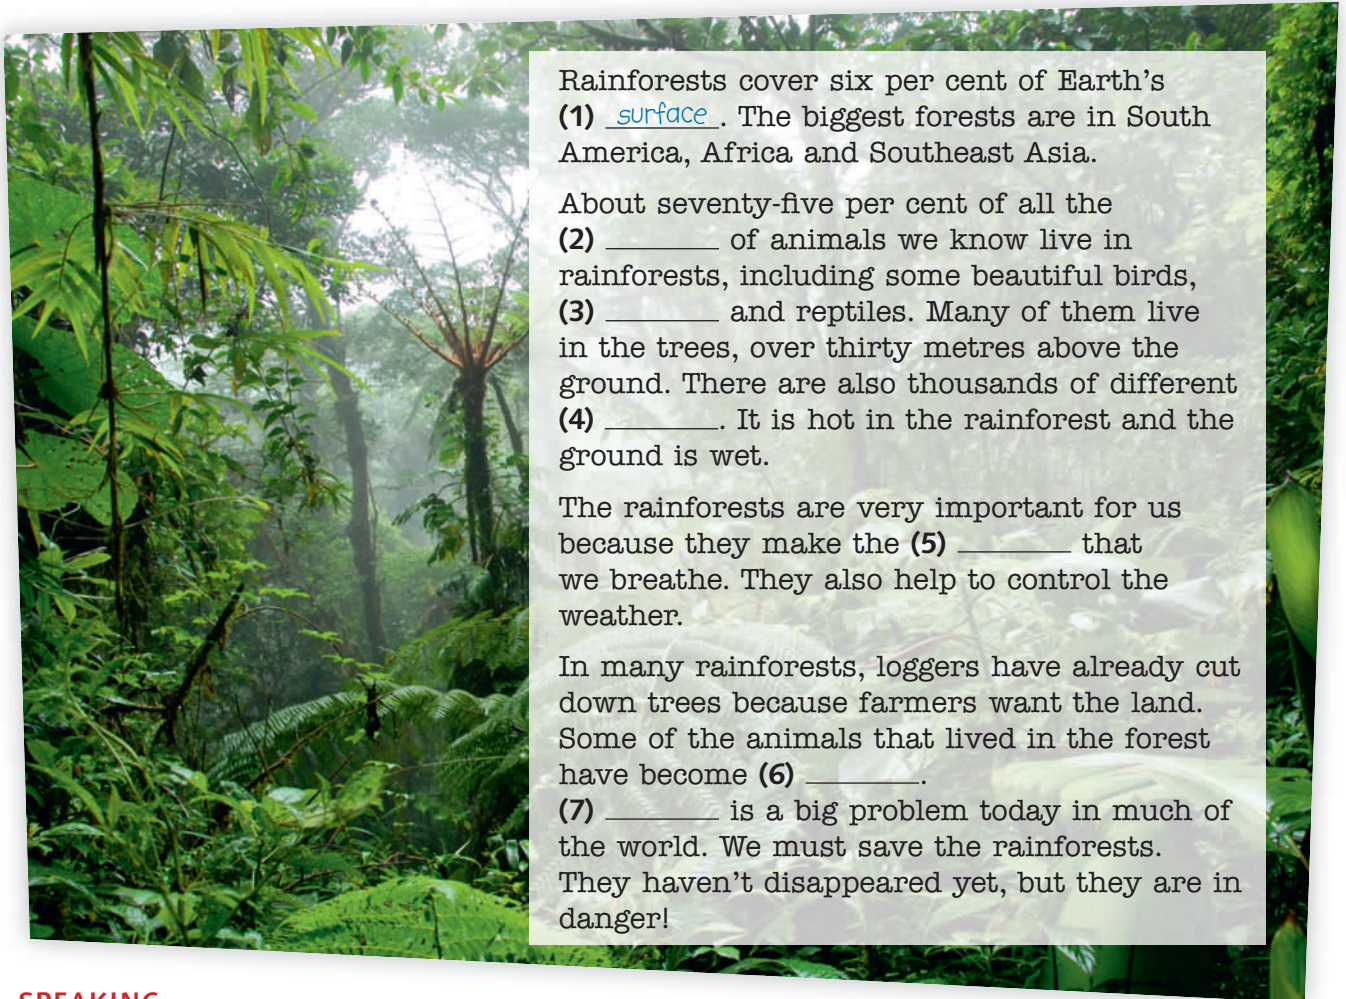 Rainforests cover six per cent of Earth's
(1) surface. The biggest forests are in South
America, Africa and Southeast Asia.
About seventy-five per cent of all the
(2) ________ of animals we know live in
rainforests, including some beautiful birds,
(3) ________ and reptiles. Many of them live
in the trees, over thirty metres above the
ground. There are also thousands of different
(4) ________. It is hot in the rainforest and the
ground is wet.
The rainforests are very important for us
because they make the (5) ________ that
we breathe. They also help to control the
weather.
In many rainforests, loggers have already cut
down trees because farmers want the land.
Some of the animals that lived in the forest
have become (6) ________.
(7) ________ is a big problem today in much of
the world. We must save the rainforests.
They haven't disappeared yet, but they are in
danger!
SPEAKING